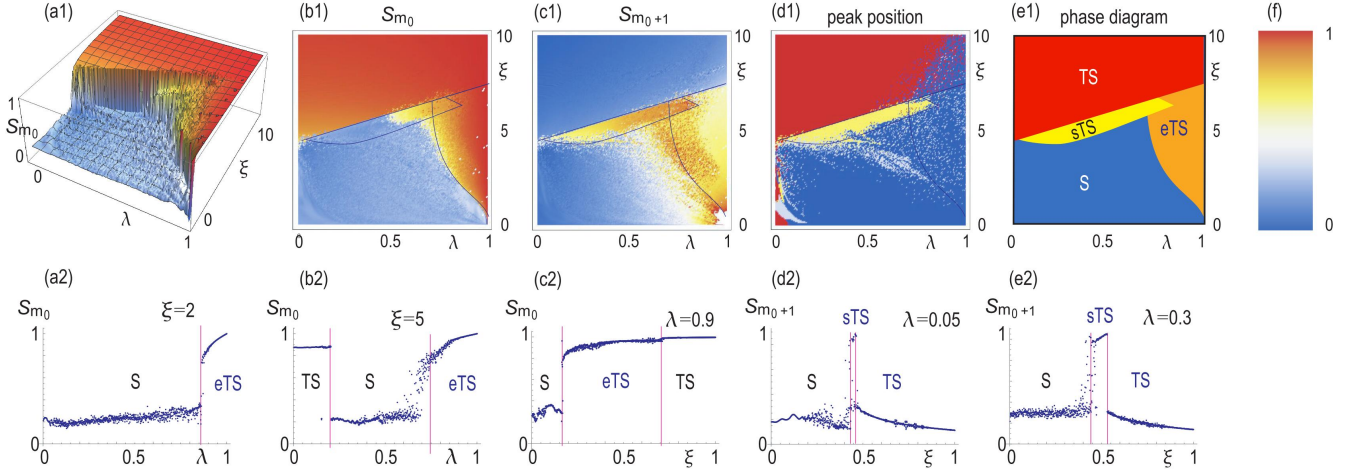 (a1)
1
S_{m_0}
0
0
λ
1
0
10
ξ
(b1)
S_{m_0}
10
ξ
5
0
0
0.5
λ
1
(c1)
S_{m_0+1}
10
ξ
5
0
0
0.5
λ
1
(d1)
peak position
10
ξ
5
0
0
0.5
λ
1
(e1)
phase diagram
TS
sTS
eTS
S
10
ξ
5
0
0
0.5
λ
1
(f)
1
0
(a2)
S_{m_0}
ξ=2
1
S
eTS
0
0
0.5
λ
1
(b2)
S_{m_0}
ξ=5
1
TS
S
eTS
0
0
0.5
λ
1
(c2)
S_{m_0}
λ=0.9
1
S
eTS
TS
0
0
0.5
ξ
1
(d2)
S_{m_0+1}
sTS
λ=0.05
1
S
TS
0
0
0.5
ξ
1
(e2)
S_{m_0+1}
sTS
λ=0.3
1
S
TS
0
0
0.5
ξ
1